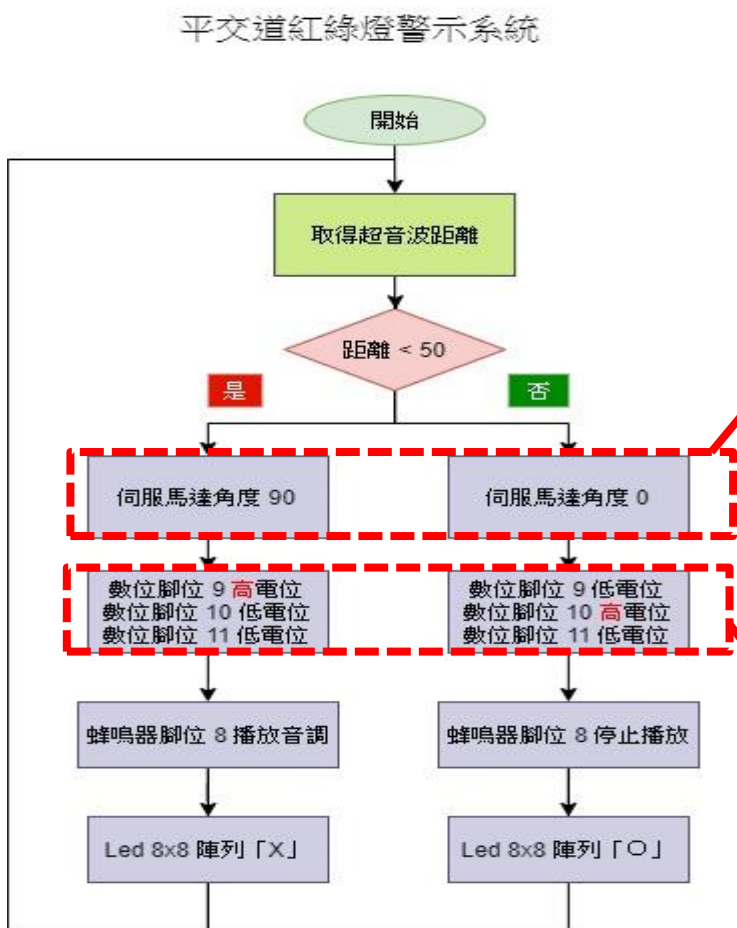 平交道紅綠燈警示系統
開始
取得超音波距離
距離 < 50
是
否
伺服馬達角度 90
伺服馬達角度 0
數位腳位 9 高電位
數位腳位 10 低電位
數位腳位 11 低電位
數位腳位 9 低電位
數位腳位 10 高電位
數位腳位 11 低電位
蜂鳴器腳位 8 播放音調
蜂鳴器腳位 8 停止播放
Led 8x8 陣列「X」
Led 8x8 陣列「O」